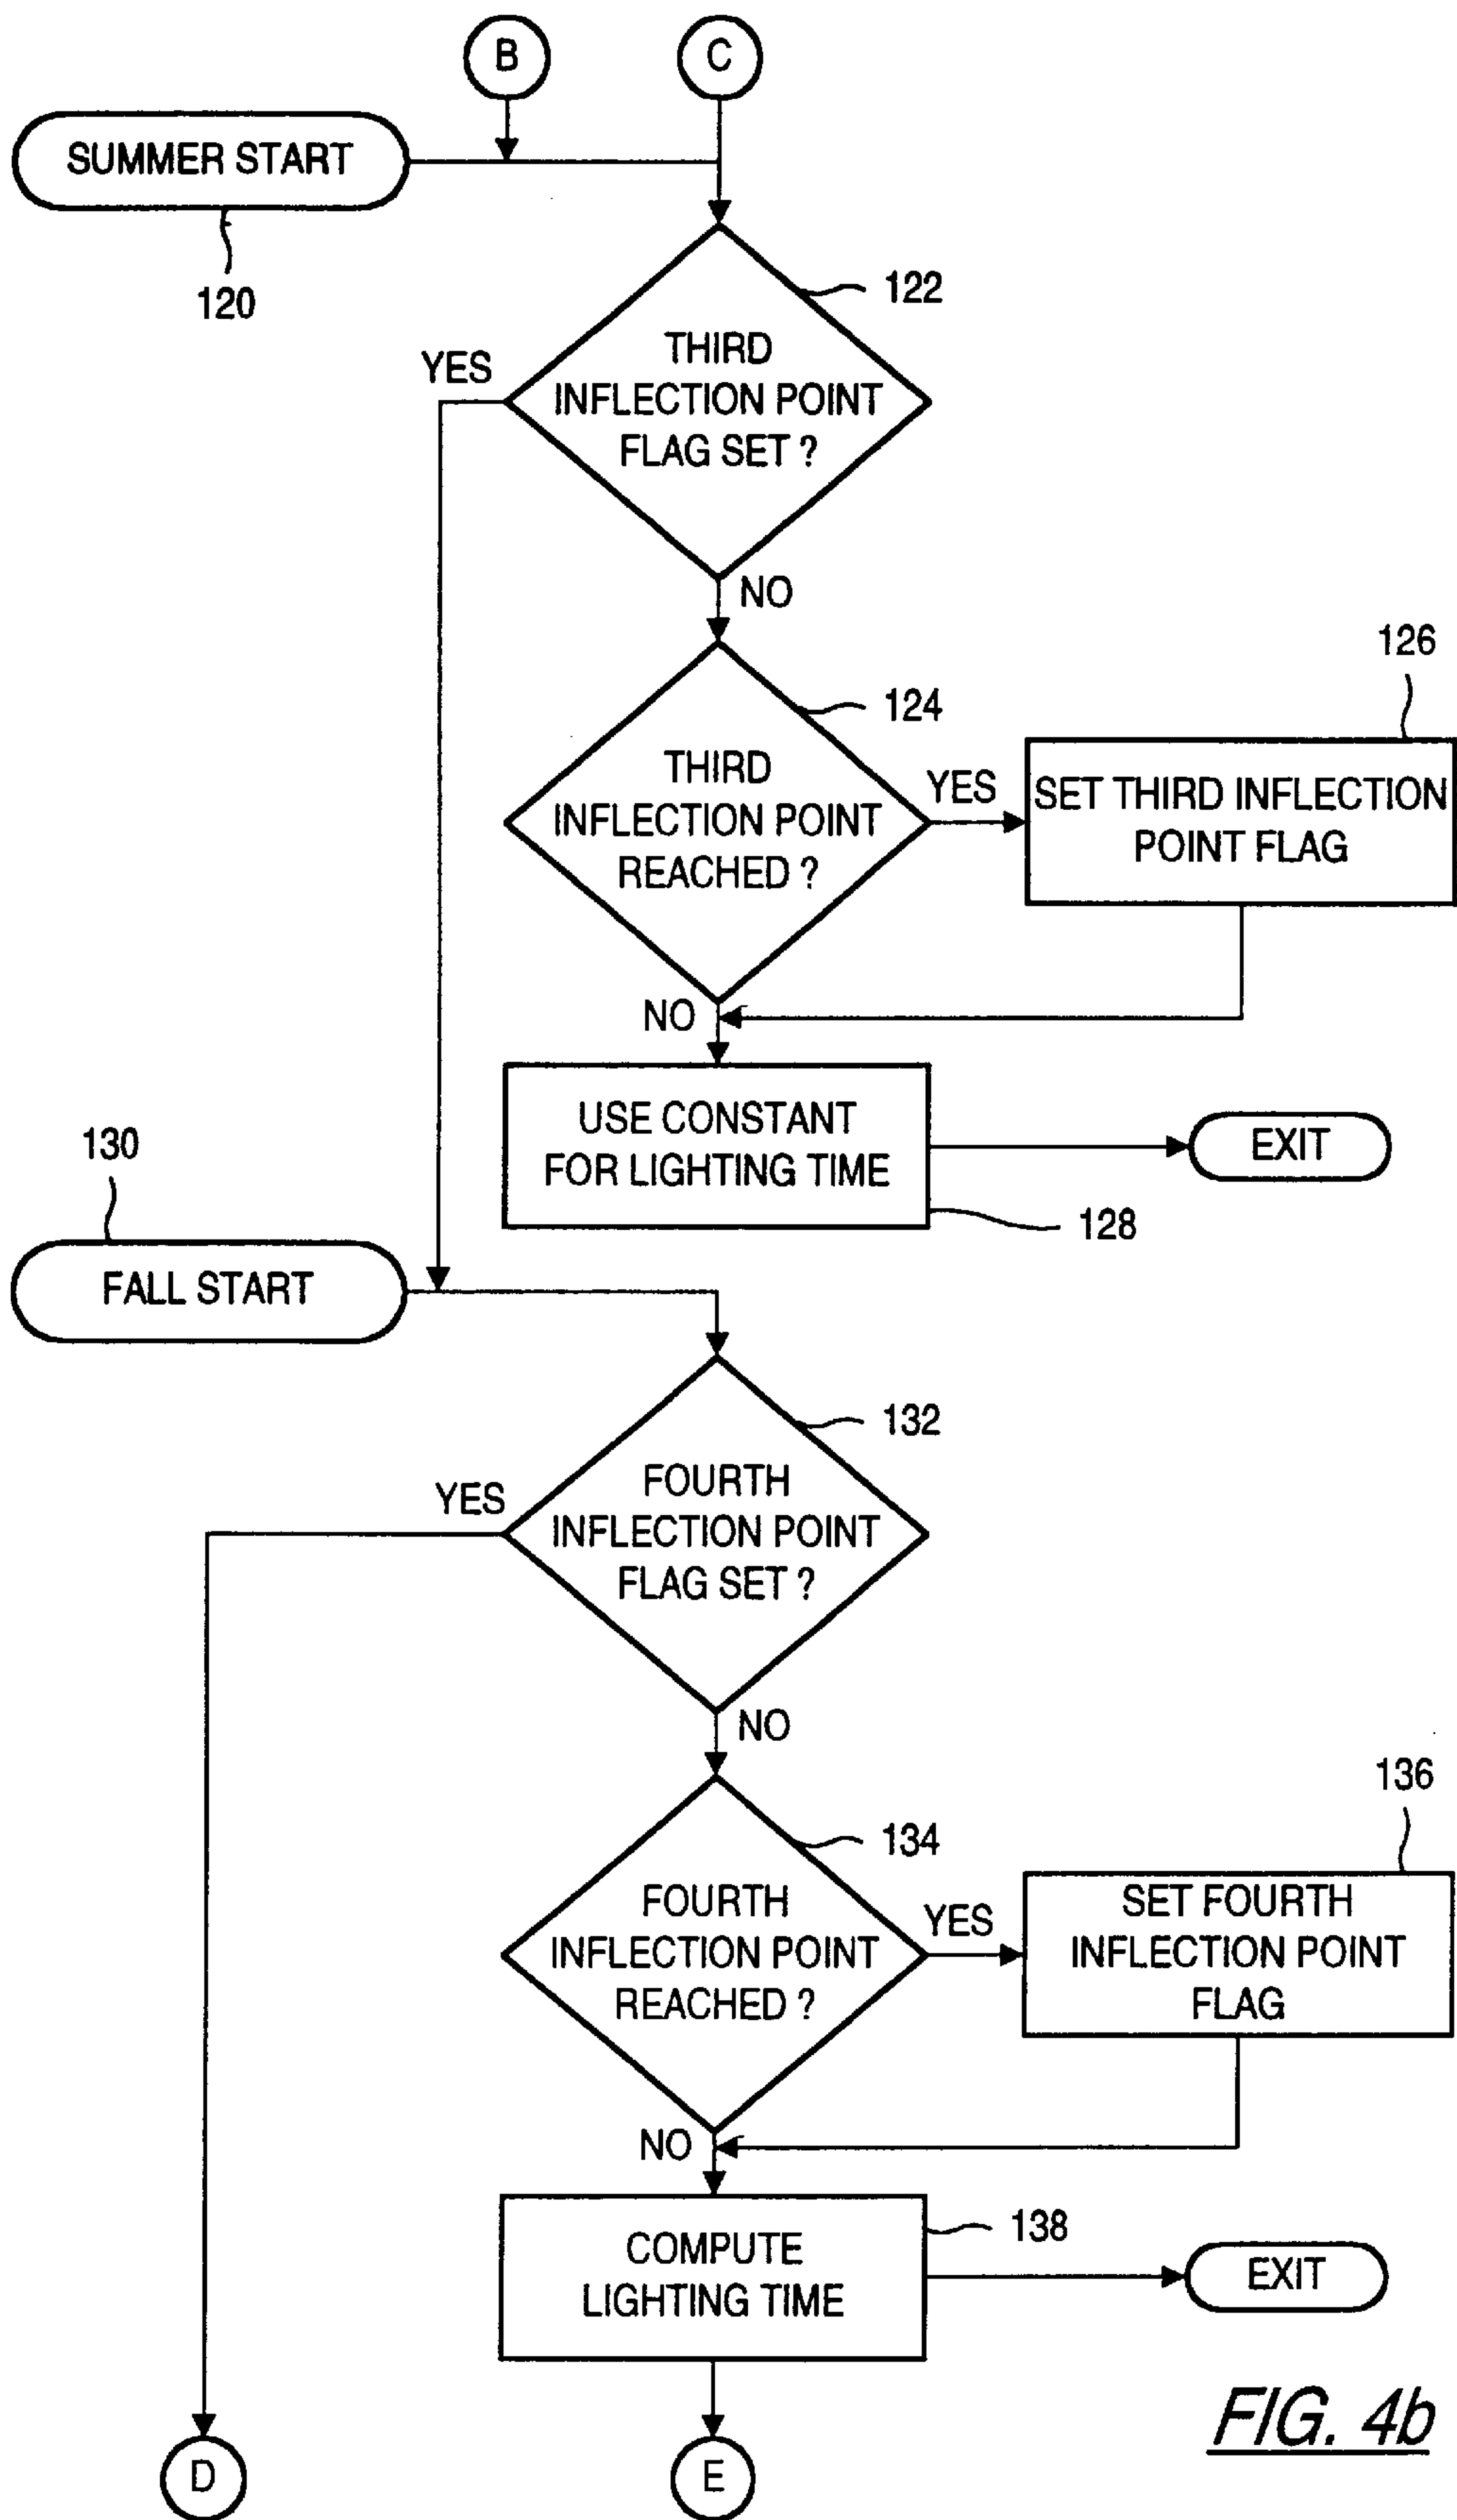 B
C
SUMMER START
120
122
YES
THIRD
INFLECTION POINT
FLAG SET ?
NO
126
124
THIRD
INFLECTION POINT
REACHED ?
YES
SET THIRD INFLECTION
POINT FLAG
NO
USE CONSTANT
FOR LIGHTING TIME
EXIT
128
130
FALL START
132
YES
FOURTH
INFLECTION POINT
FLAG SET ?
NO
136
134
FOURTH
INFLECTION POINT
REACHED ?
YES
SET FOURTH
INFLECTION POINT
FLAG
NO
138
COMPUTE
LIGHTING TIME
EXIT
D
E
FIG. 4b